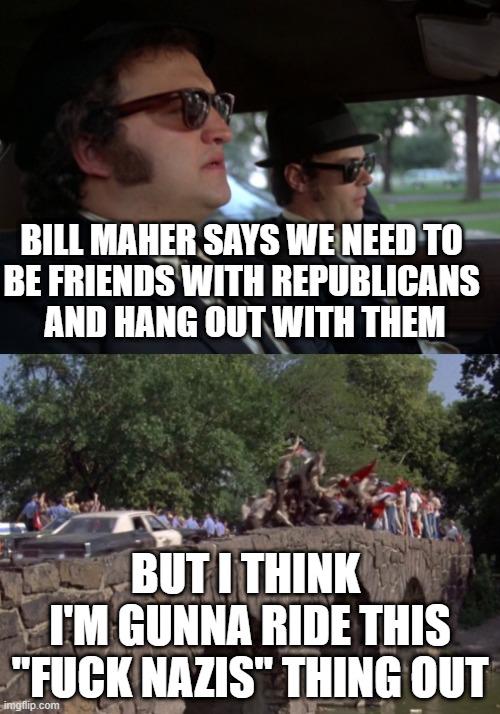 BILL MAHER SAYS WE NEED TO
BE FRIENDS WITH REPUBLICANS
AND HANG OUT WITH THEM
BUT I THINK
I'M GUNNA RIDE THIS
"FUCK NAZIS" THING OUT
imgflip.com